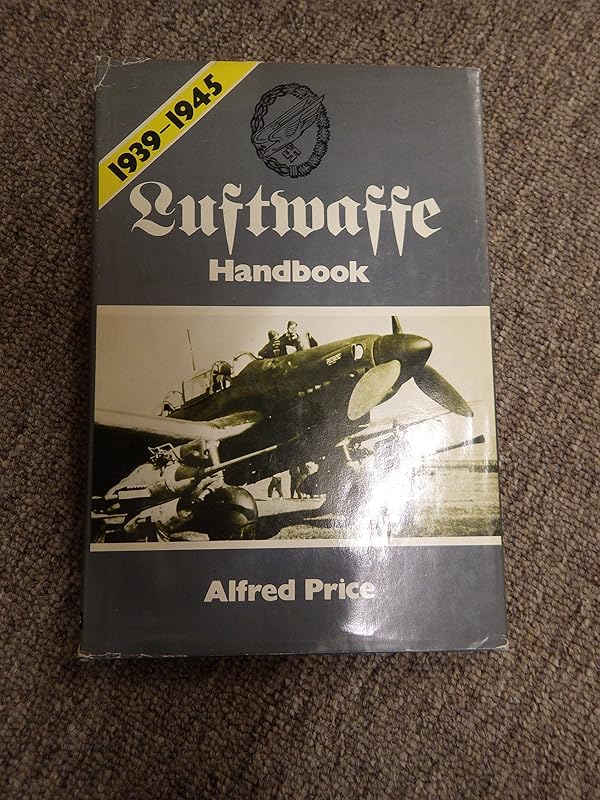 1939–1945
Luftwaffe
Handbook
Alfred Price